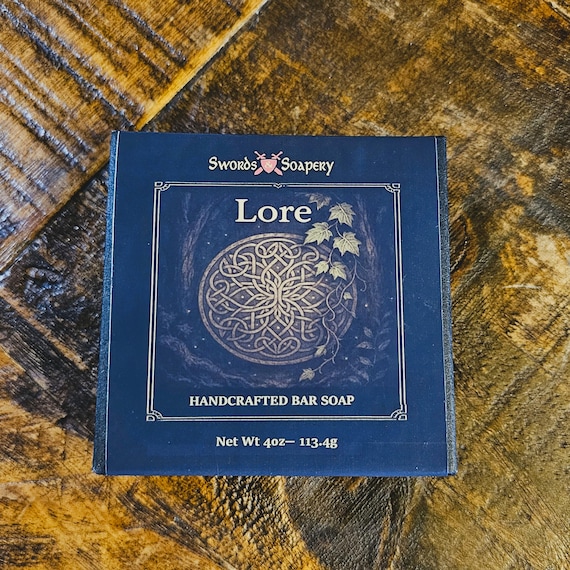 Swords Soapery
Lore
HANDCRAFTED BAR SOAP
Net Wt 4oz— 113.4g